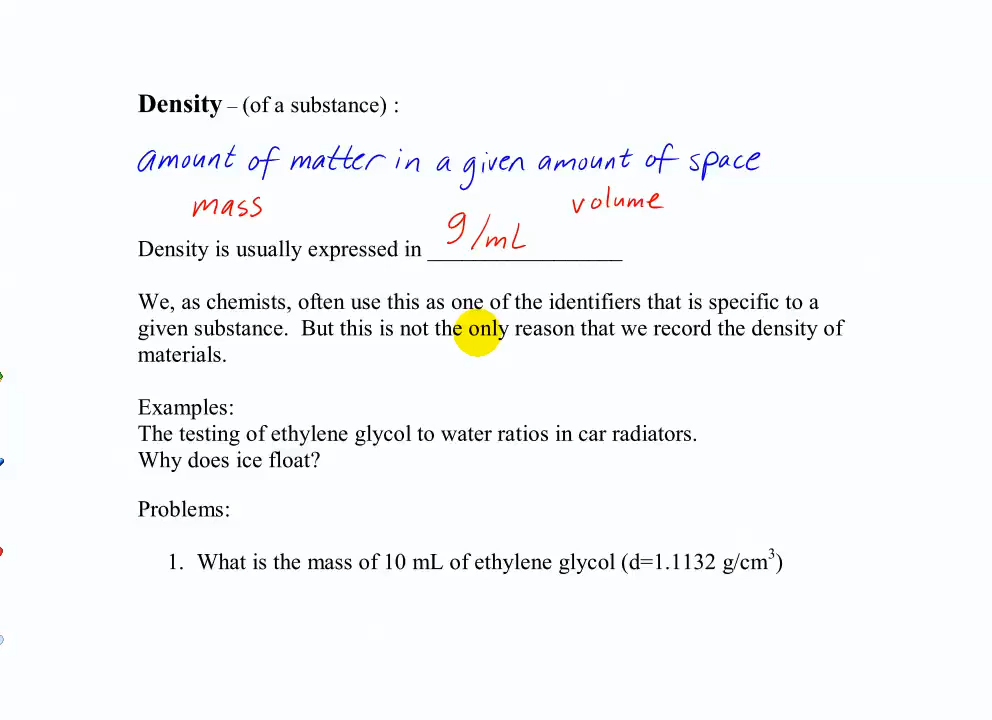 Density – (of a substance) :
amount of matter in a given amount of space
mass volume
Density is usually expressed in g/mL
We, as chemists, often use this as one of the identifiers that is specific to a
given substance. But this is not the only reason that we record the density of
materials.
Examples:
The testing of ethylene glycol to water ratios in car radiators.
Why does ice float?
Problems:
1. What is the mass of 10 mL of ethylene glycol (d=1.1132 g/cm³)